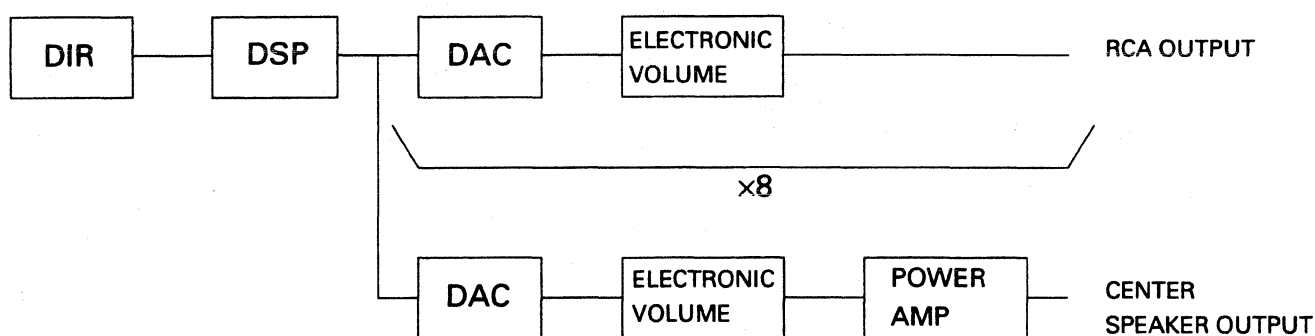 DIR
DSP
DAC
ELECTRONIC
VOLUME
RCA OUTPUT
×8
DAC
ELECTRONIC
VOLUME
POWER
AMP
CENTER
SPEAKER OUTPUT